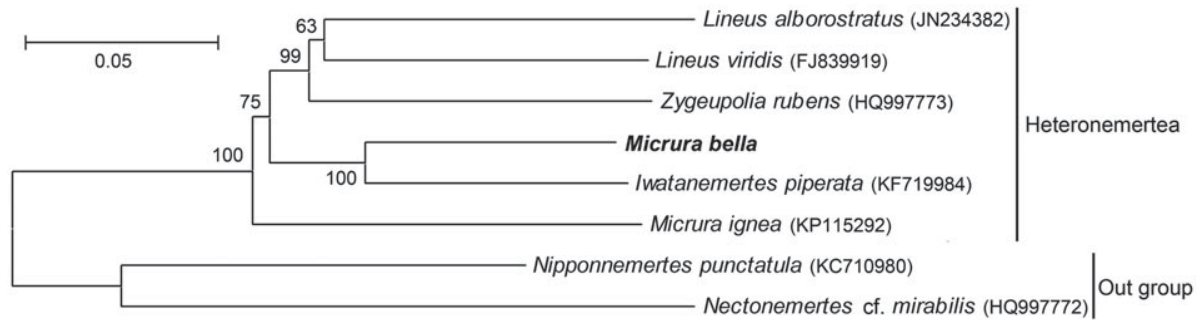 Lineus alborostratus (JN234382)
63
0.05
99
Lineus viridis (FJ839919)
75
Zygeupolia rubens (HQ997773)
Heteronemertea
Micrura bella
100
100
Iwatanemertes piperata (KF719984)
Micrura ignea (KP115292)
Nipponnemertes punctatula (KC710980)
Out group
Nectonemertes cf. mirabilis (HQ997772)